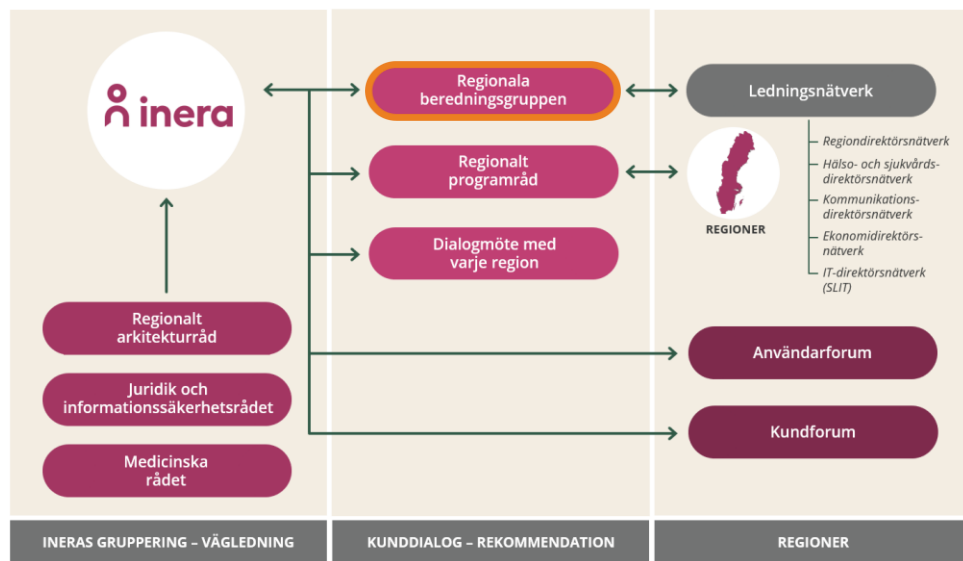 inera
Regionalt
arkitekturråd
Juridik och
informationssäkerhetsrådet
Medicinska
rådet
INERAS GRUPPERING – VÄGLEDNING
Regionala
beredningsgruppen
Regionalt
programråd
Dialogmöte med
varje region
KUNDDIALOG – REKOMMENDATION
Ledningsnätverk
Regiondirektörsnätverk
Hälso- och sjukvårds-
direktörsnätverk
Kommunikations-
direktörsnätverk
Ekonomidirektörs-
nätverk
IT-direktörsnätverk
(SLIT)
REGIONER
Användarforum
Kundforum
REGIONER